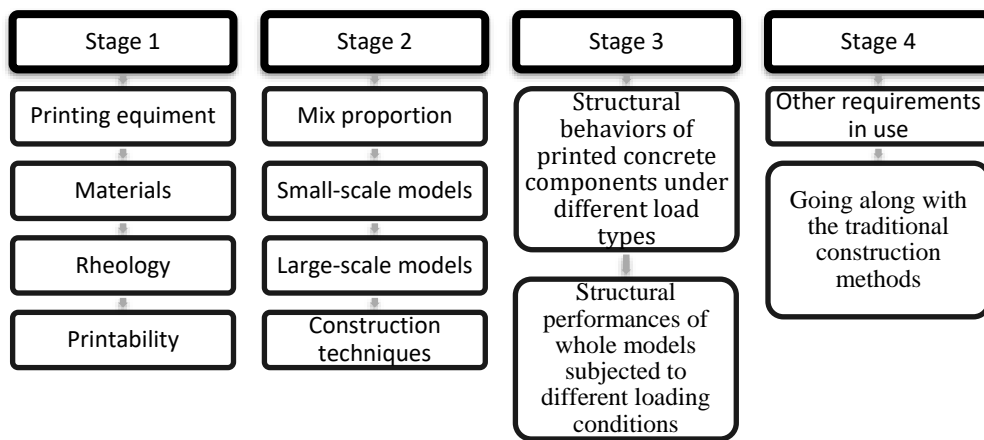 Stage 1
Printing equiment
Materials
Rheology
Printability
Stage 2
Mix proportion
Small-scale models
Large-scale models
Construction
techniques
Stage 3
Structural
behaviors of
printed concrete
components under
different load
types
Structural
performances of
whole models
subjected to
different loading
conditions
Stage 4
Other requirements
in use
Going along with
the traditional
construction
methods